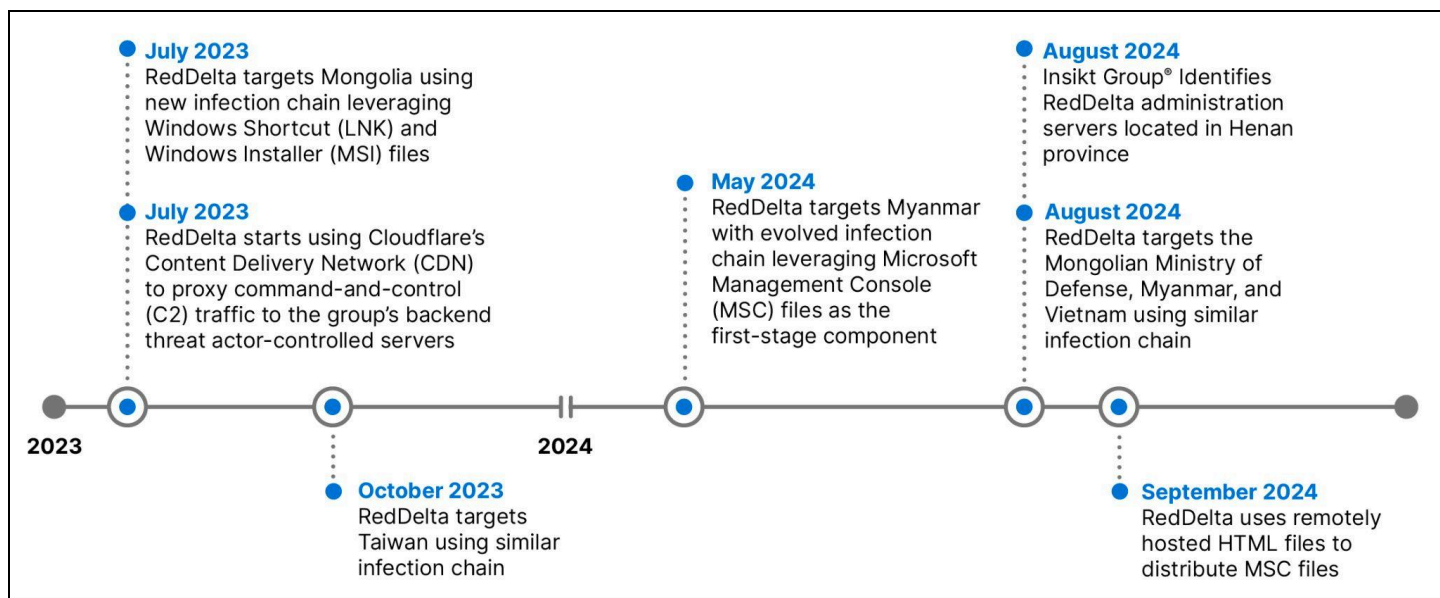 July 2023
RedDelta targets Mongolia using
new infection chain leveraging
Windows Shortcut (LNK) and
Windows Installer (MSI) files
July 2023
RedDelta starts using Cloudflare’s
Content Delivery Network (CDN)
to proxy command-and-control
(C2) traffic to the group’s backend
threat actor-controlled servers
May 2024
RedDelta targets Myanmar
with evolved infection
chain leveraging Microsoft
Management Console
(MSC) files as the
first-stage component
August 2024
Insikt Group® Identifies
RedDelta administration
servers located in Henan
province
August 2024
RedDelta targets the
Mongolian Ministry of
Defense, Myanmar, and
Vietnam using similar
infection chain
2023
2024
October 2023
RedDelta targets
Taiwan using similar
infection chain
September 2024
RedDelta uses remotely
hosted HTML files to
distribute MSC files